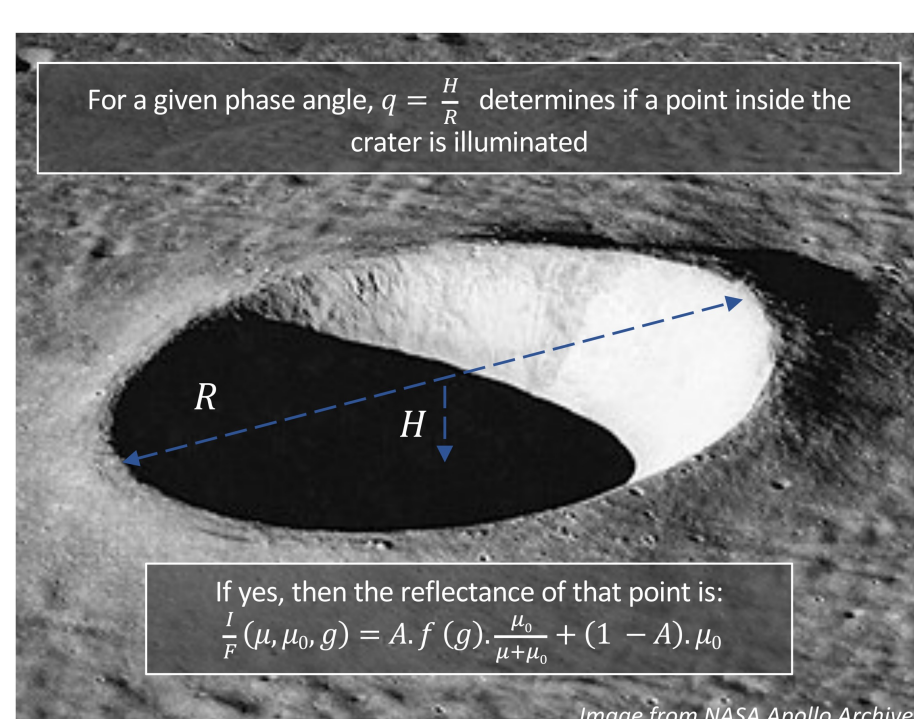 For a given phase angle, q = H/R determines if a point inside the
crater is illuminated
R
H
If yes, then the reflectance of that point is:
I/F (μ, μ₀, g) = A. f (g). μ₀/(μ+μ₀) + (1 − A). μ₀
Image from NASA Apollo Archive